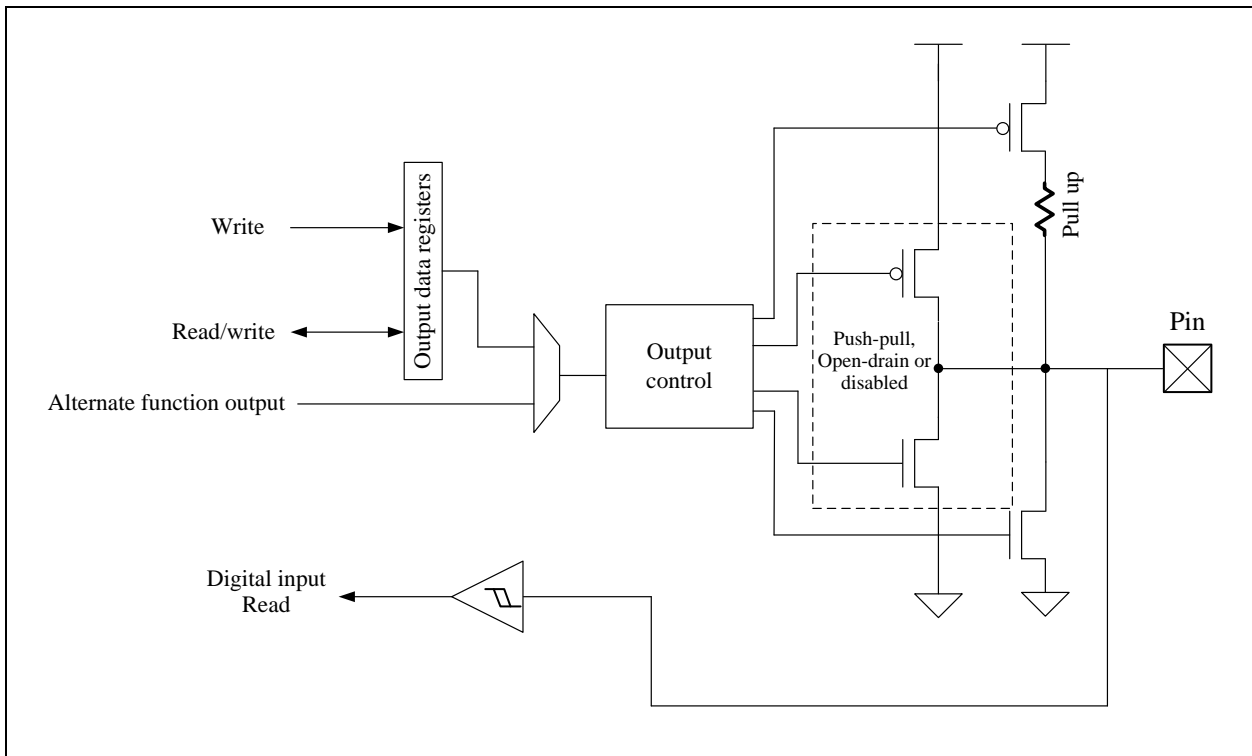 Write
Read/write
Output data registers
Alternate function output
Output
control
Push-pull,
Open-drain or
disabled
Pull up
Pin
Digital input
Read